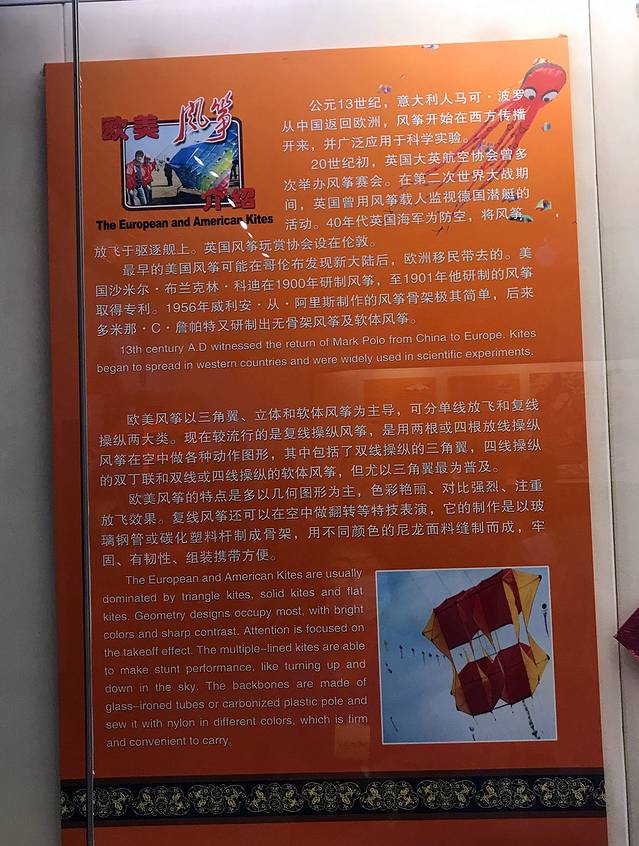 欧美风筝
介绍
The European and American Kites
公元13世纪，意大利人马可·波罗
从中国返回欧洲，风筝开始在西方传播
开来，并广泛应用于科学实验。
20世纪初，英国大英航空协会曾多
次举办风筝赛会。在第二次世界大战期
间，英国曾用风筝载人监视德国潜艇的
活动。40年代英国海军为防空，将风筝
放飞于驱逐舰上。英国风筝玩赏协会设在伦敦。
最早的美国风筝可能在哥伦布发现新大陆后，欧洲移民带去的。美
国沙米尔·布兰克林·科迪在1900年研制风筝，至1901年他研制的风筝
取得专利。1956年威利安·从·阿里斯制作的风筝骨架极其简单，后来
多米那·C·詹帕特又研制出无骨架风筝及软体风筝。
13th century A.D witnessed the return of Mark Polo from China to Europe. Kites
began to spread in western countries and were widely used in scientific experiments.
欧美风筝以三角翼、立体和软体风筝为主导，可分单线放飞和复线
操纵两大类。现在较流行的是复线操纵风筝，是用两根或四根放线操纵
风筝在空中做各种动作图形，其中包括了双线操纵的三角翼，四线操纵
的双丁联和双线或四线操纵的软体风筝，但尤以三角翼最为普及。
欧美风筝的特点是多以几何图形为主，色彩艳丽、对比强烈、注重
放飞效果。复线风筝还可以在空中做翻转等特技表演，它的制作是以玻
璃钢管或碳化塑料杆制成骨架，用不同颜色的尼龙面料缝制而成，牢
固、有韧性、组装携带方便。
The European and American Kites are usually
dominated by triangle kites, solid kites and flat
kites. Geometry designs occupy most, with bright
colors and sharp contrast. Attention is focused on
the takeoff effect. The multiple-lined kites are able
to make stunt performance, like turning up and
down in the sky. The backbones are made of
glass-ironed tubes or carbonized plastic pole and
sew it with nylon in different colors, which is firm
and convenient to carry.